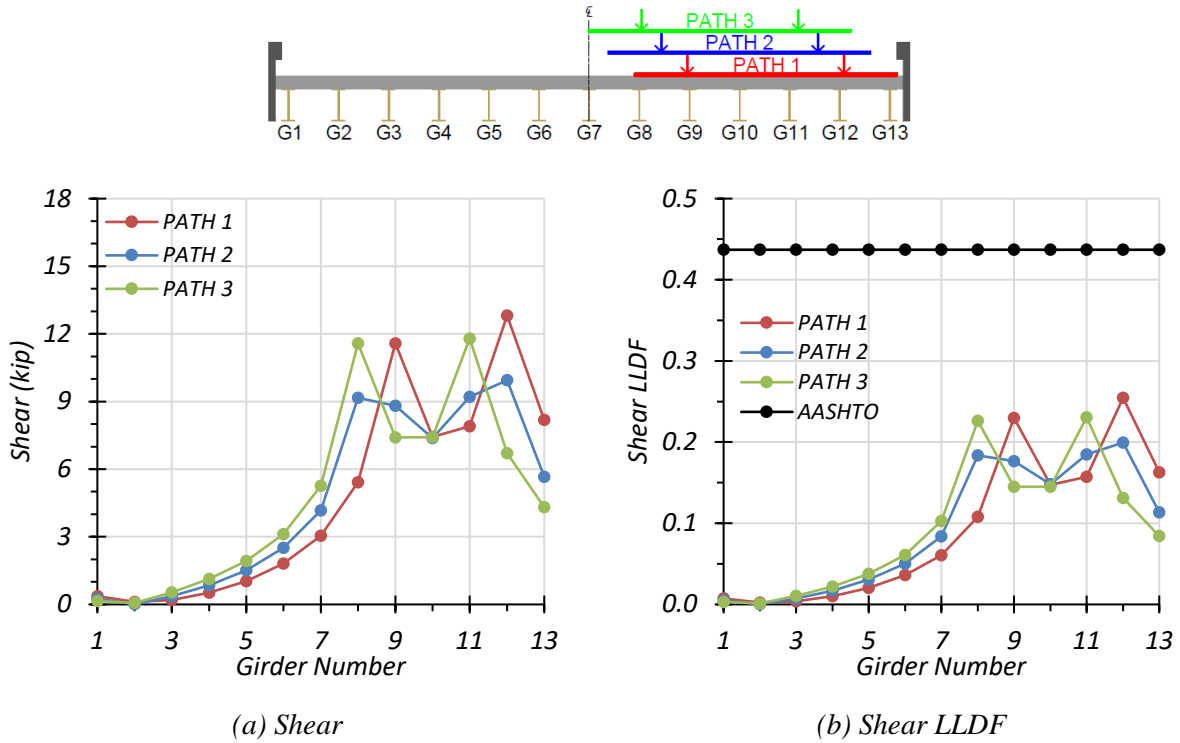 ℄
PATH 3
PATH 2
PATH 1
G1 G2 G3 G4 G5 G6 G7 G8 G9 G10 G11 G12 G13
18
15
12
9
6
3
0
Shear (kip)
PATH 1
PATH 2
PATH 3
1 3 5 7 9 11 13
Girder Number
(a) Shear
0.5
0.4
0.3
0.2
0.1
0.0
Shear LLDF
PATH 1
PATH 2
PATH 3
AASHTO
1 3 5 7 9 11 13
Girder Number
(b) Shear LLDF